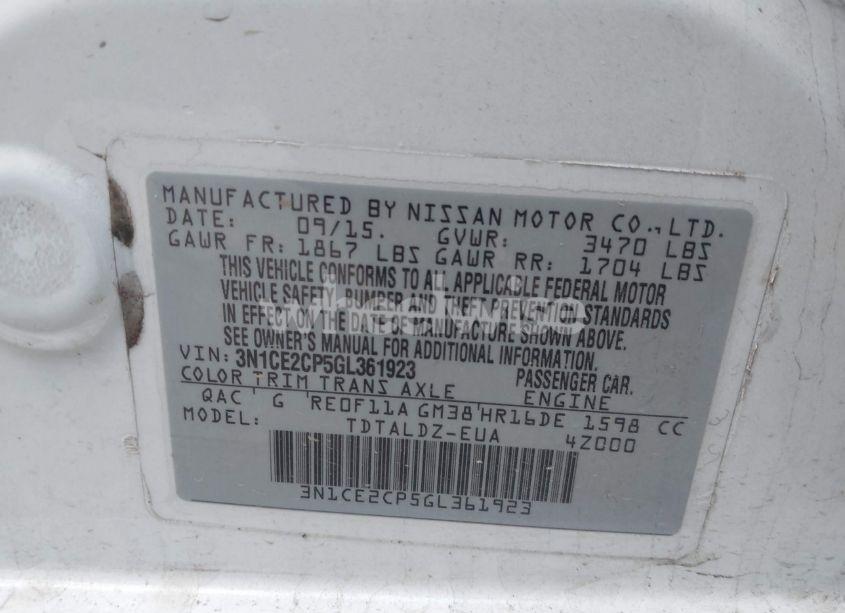 MANUFACTURED BY NISSAN MOTOR CO., LTD.
DATE: 09/15. GVWR: 3470 LBS
GAWR FR: 1867 LBS GAWR RR: 1704 LBS
THIS VEHICLE CONFORMS TO ALL APPLICABLE FEDERAL MOTOR
VEHICLE SAFETY, BUMPER AND THEFT PREVENTION STANDARDS
IN EFFECT ON THE DATE OF MANUFACTURE SHOWN ABOVE.
SEE OWNER'S MANUAL FOR ADDITIONAL INFORMATION.
VIN: 3N1CE2CP5GL361923 PASSENGER CAR.
COLOR TRIM TRANS AXLE ENGINE
QAC ' G 'RE0F11A GM38'HR16DE 1598 CC
MODEL: TDTALDZ-EUA 4Z000
3N1CE2CP5GL361923